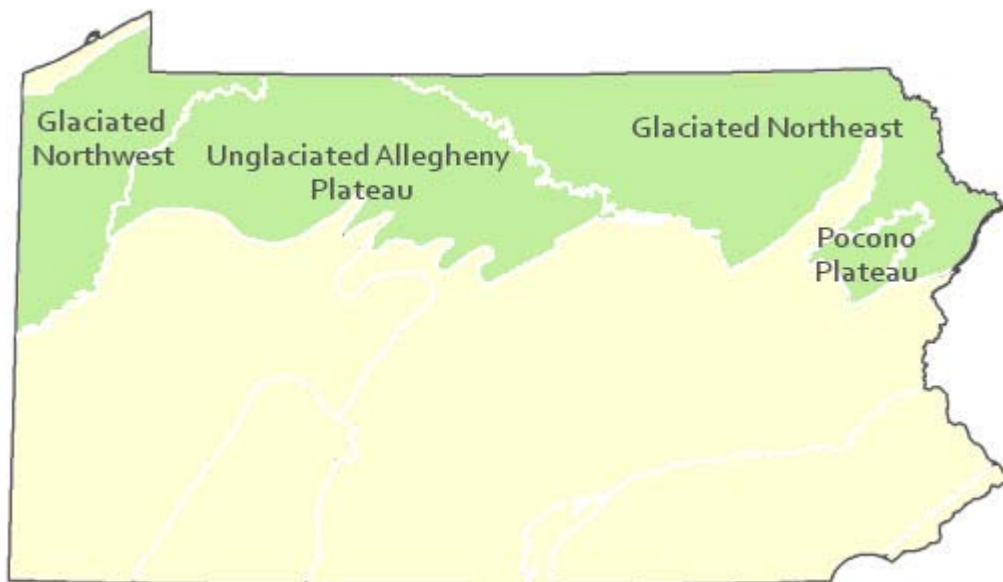 Glaciated
Northwest
Unglaciated Allegheny
Plateau
Glaciated Northeast
Pocono
Plateau